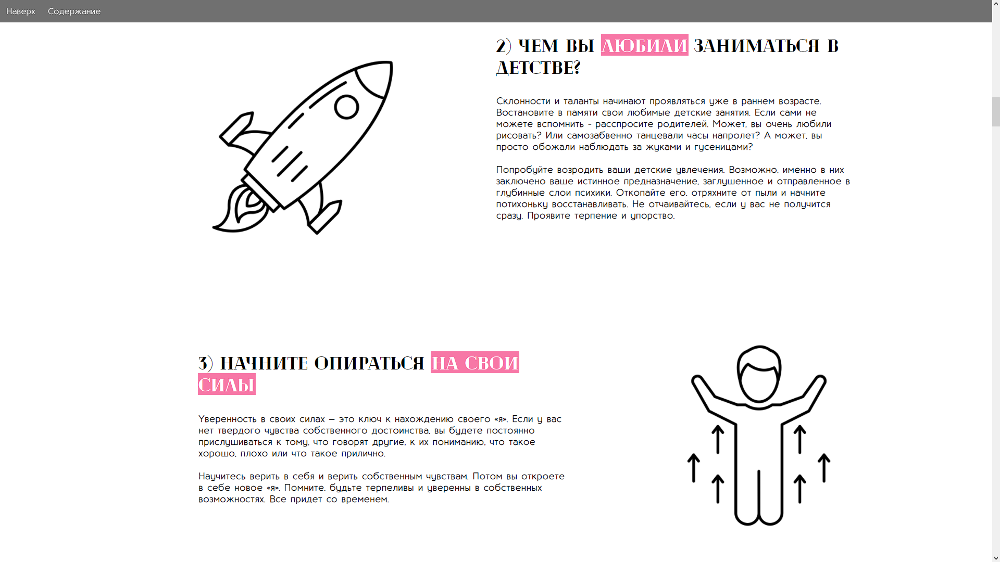 Наверх Содержание
2) ЧЕМ ВЫ ЛЮБИЛИ ЗАНИМАТЬСЯ В
ДЕТСТВЕ?
Склонности и таланты начинают проявляться уже в раннем возрасте.
Востановите в памяти свои любимые детские занятия. Если сами не
можете вспомнить - расспросите родителей. Может, вы очень любили
рисовать? Или самозабвенно танцевали часы напролет? А может, вы
просто обожали наблюдать за жуками и гусеницами?
Попробуйте возродить ваши детские увлечения. Возможно, именно в них
заключено ваше истинное предназначение, заглушенное и отправленное в
глубинные слои психики. Откопайте его, отряхните от пыли и начните
потихоньку восстанавливать. Не отчаивайтесь, если у вас не получится
сразу. Проявите терпение и упорство.
3) НАЧНИТЕ ОПИРАТЬСЯ НА СВОИ
СИЛЫ
Уверенность в своих силах – это ключ к нахождению своего «я». Если у вас
нет твердого чувства собственного достоинства, вы будете постоянно
прислушиваться к тому, что говорят другие, к их пониманию, что такое
хорошо, плохо или что такое прилично.
Научитесь верить в себя и верить собственным чувствам. Потом вы откроете
в себе новое «я». Помните, будьте терпеливы и уверенны в собственных
возможностях. Все придет со временем.